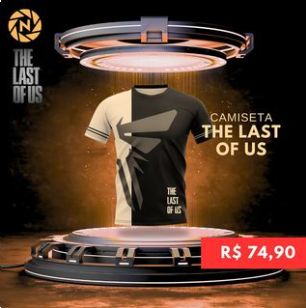 THE LAST
OF US
CAMISETA
THE LAST
OF US
THE
LAST
OF US
R$ 74,90